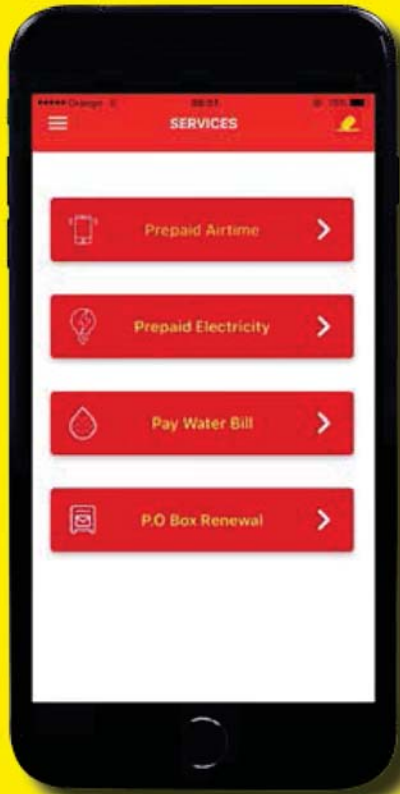 Orange
SERVICES
Prepaid Airtime
Prepaid Electricity
Pay Water Bill
P.O Box Renewal